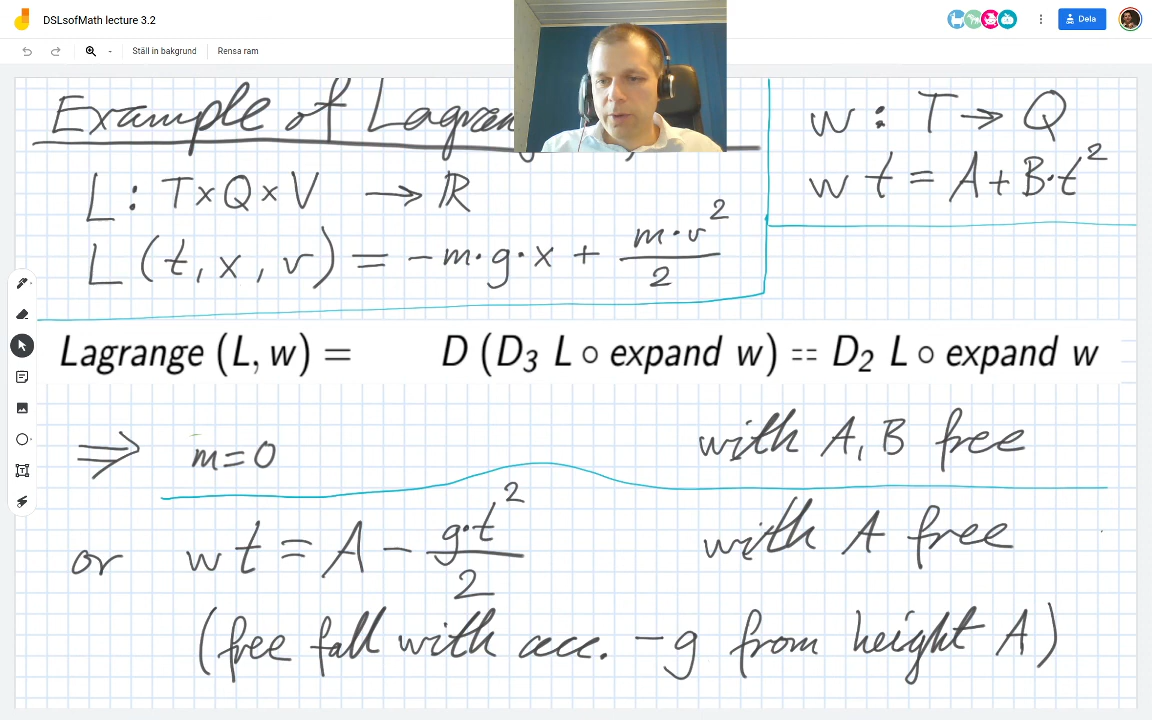 DSLsofMath lecture 3.2
Dela
Ställ in bakgrund
Rensa ram
Example of
w : T → Q
w t = A + B·t²
L : T × Q × V → ℝ
L (t, x, v) = -m·g·x + m·v²/2
Lagrange (L, w) = D (D₃ L ∘ expand w) == D₂ L ∘ expand w
⇒ m=0 with A, B free
or w t = A - g·t²/2 with A free
(free fall with acc. -g from height A)